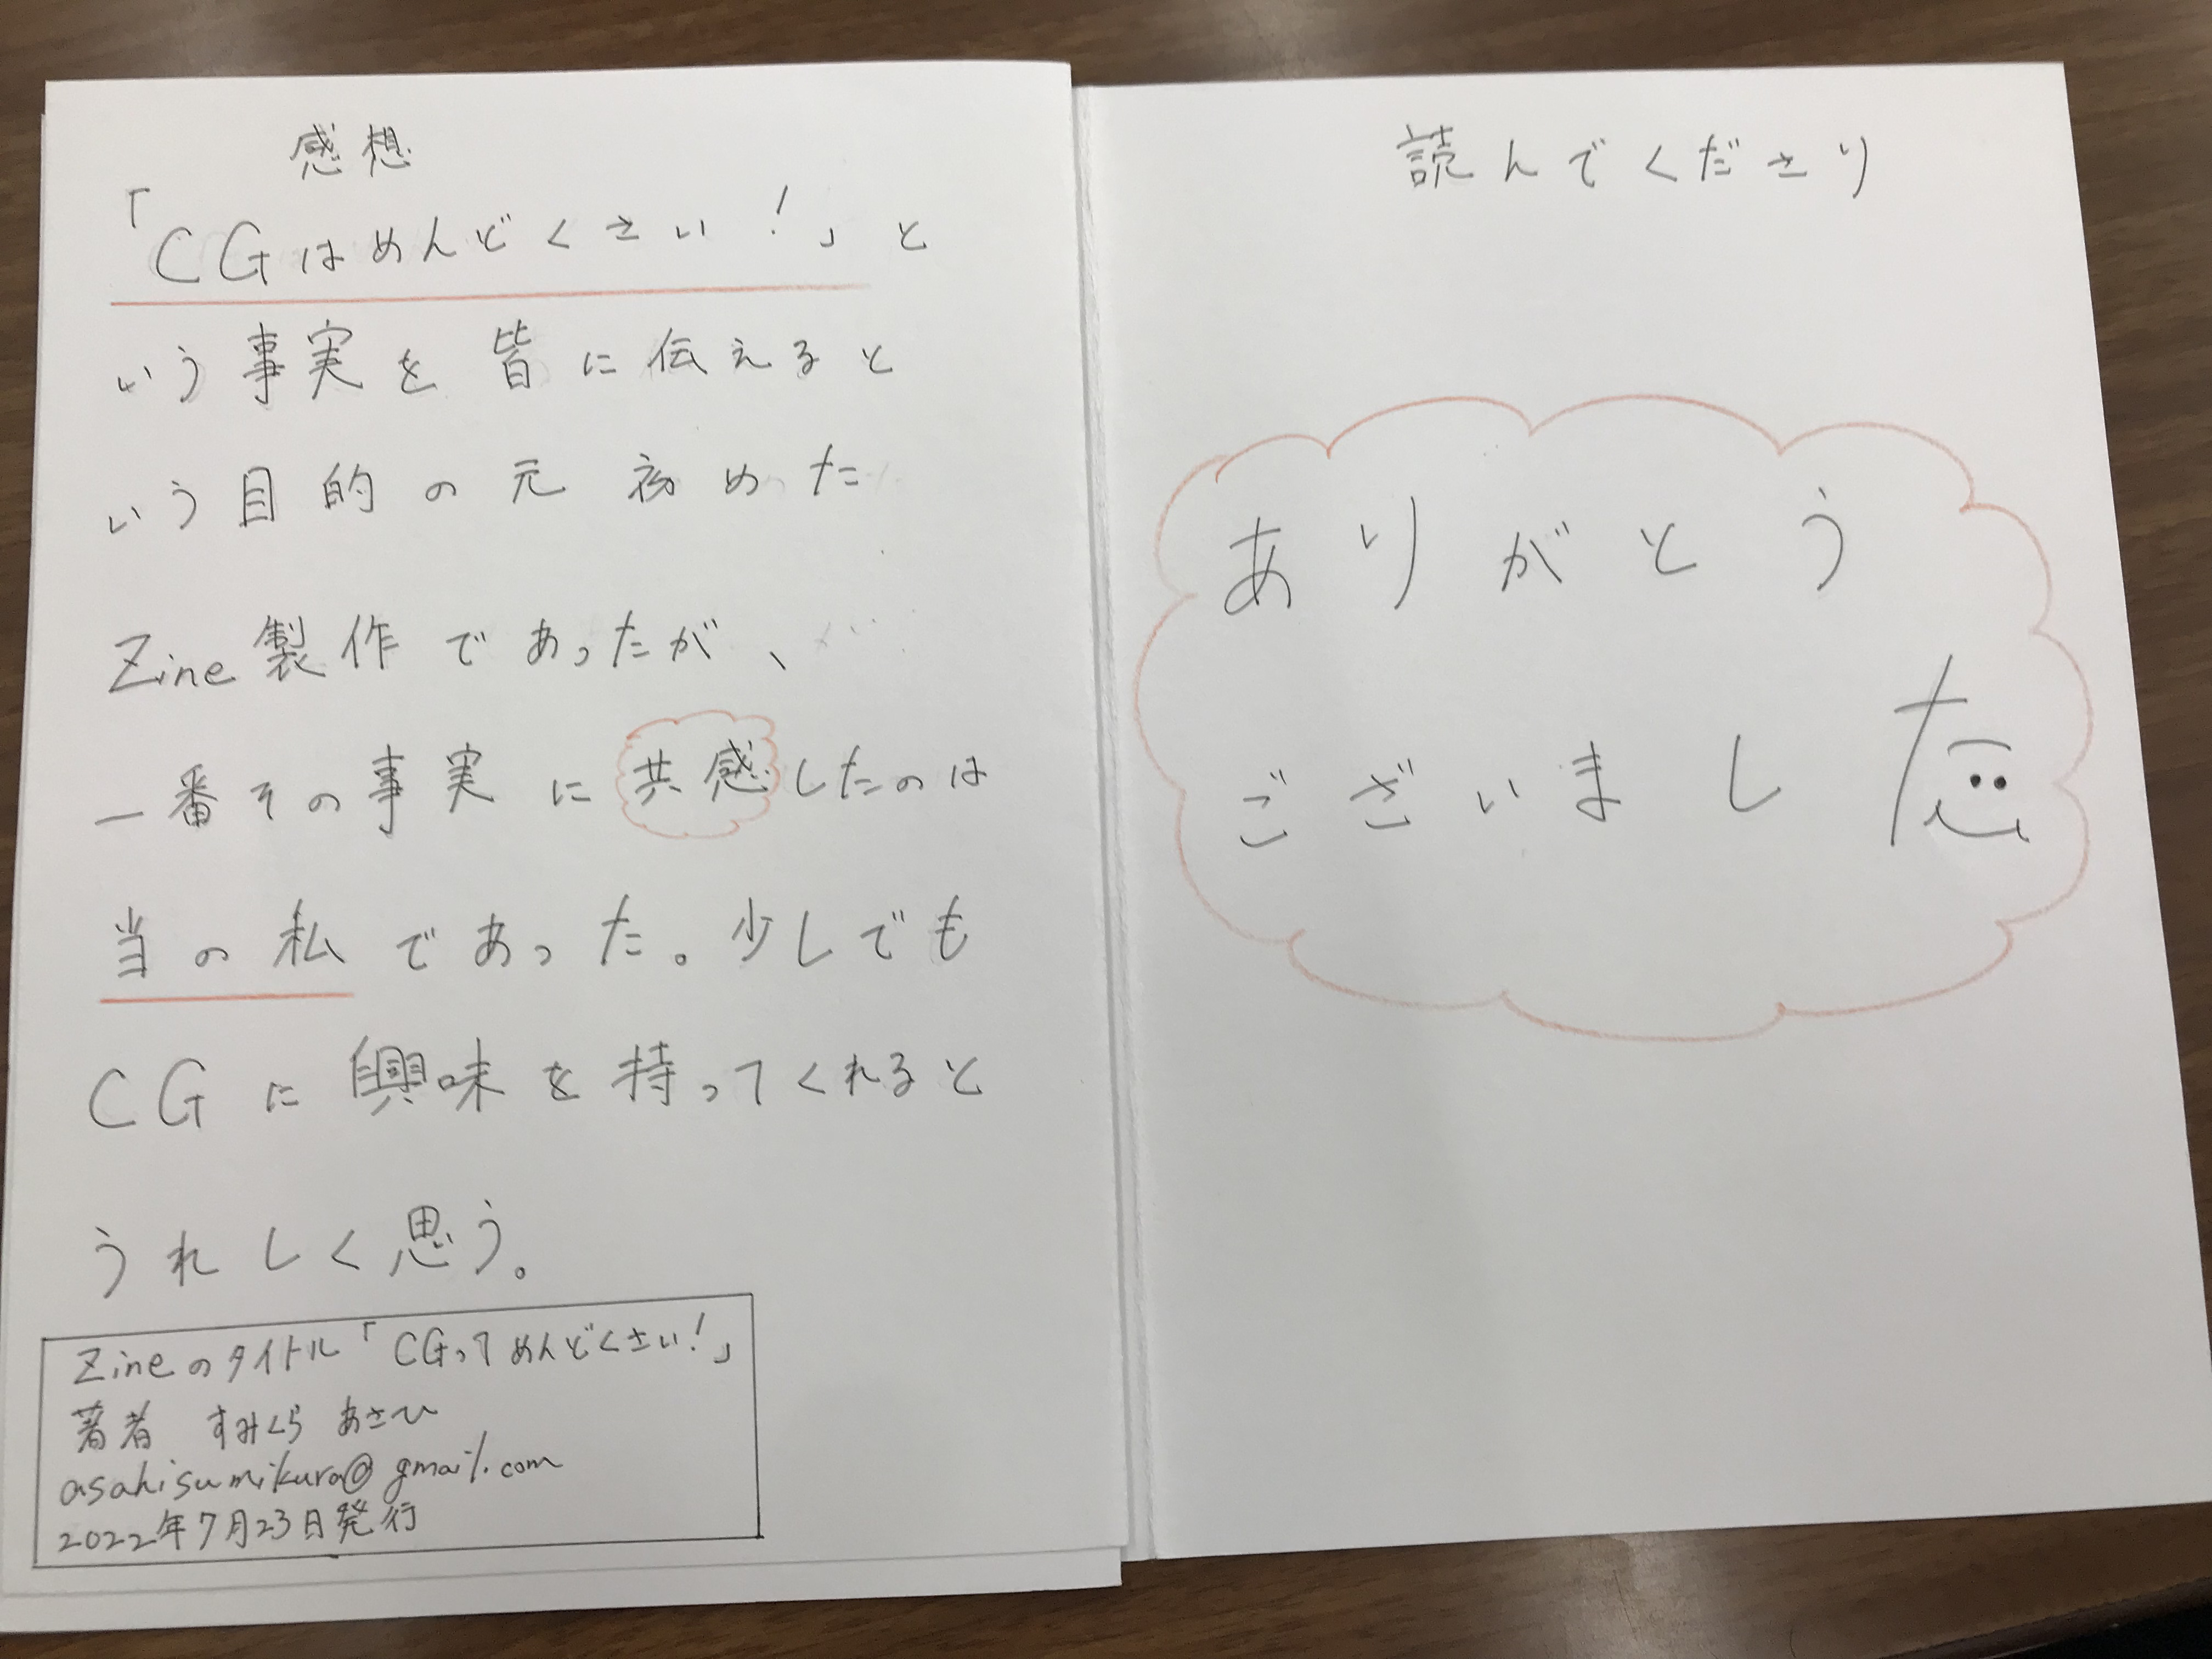 感想
「CGはめんどくさい!」と
いう事実を皆に伝えると
いう目的の元初めた
Zine製作であったが、
一番その事実に共感したのは
当の私であった。少しでも
CGに興味を持ってくれると
うれしく思う。
Zineのタイトル「CGってめんどくさい!」
著者 すみくら あさひ
asahisumikura@gmail.com
2022年7月23日発行
読んでくださり
ありがとう
ございました